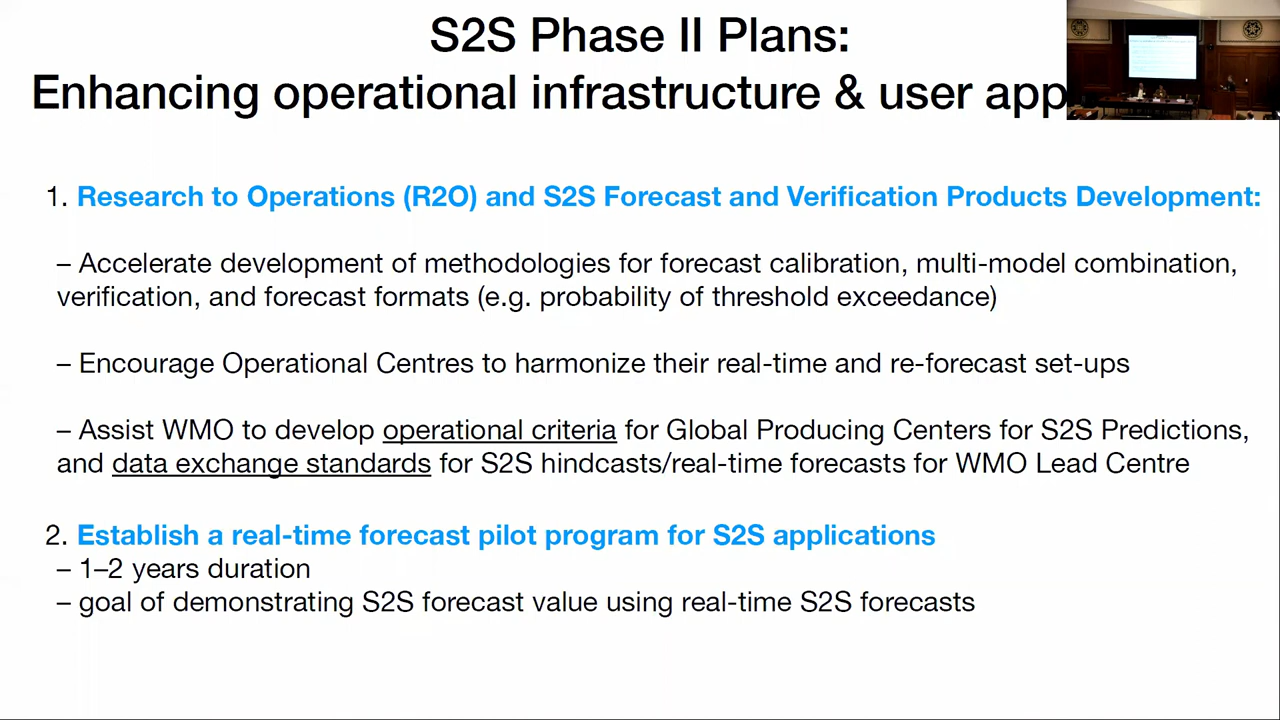 S2S Phase II Plans:
Enhancing operational infrastructure & user app
1. Research to Operations (R2O) and S2S Forecast and Verification Products Development:
– Accelerate development of methodologies for forecast calibration, multi-model combination,
verification, and forecast formats (e.g. probability of threshold exceedance)
– Encourage Operational Centres to harmonize their real-time and re-forecast set-ups
– Assist WMO to develop operational criteria for Global Producing Centers for S2S Predictions,
and data exchange standards for S2S hindcasts/real-time forecasts for WMO Lead Centre
2. Establish a real-time forecast pilot program for S2S applications
– 1–2 years duration
– goal of demonstrating S2S forecast value using real-time S2S forecasts